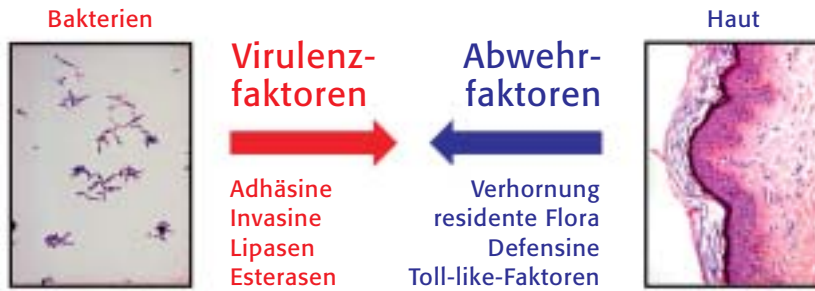 Bakterien
Haut
Virulenz-
faktoren
Abwehr-
faktoren
Adhäsine
Invasine
Lipasen
Esterasen
Verhornung
residente Flora
Defensine
Toll-like-Faktoren